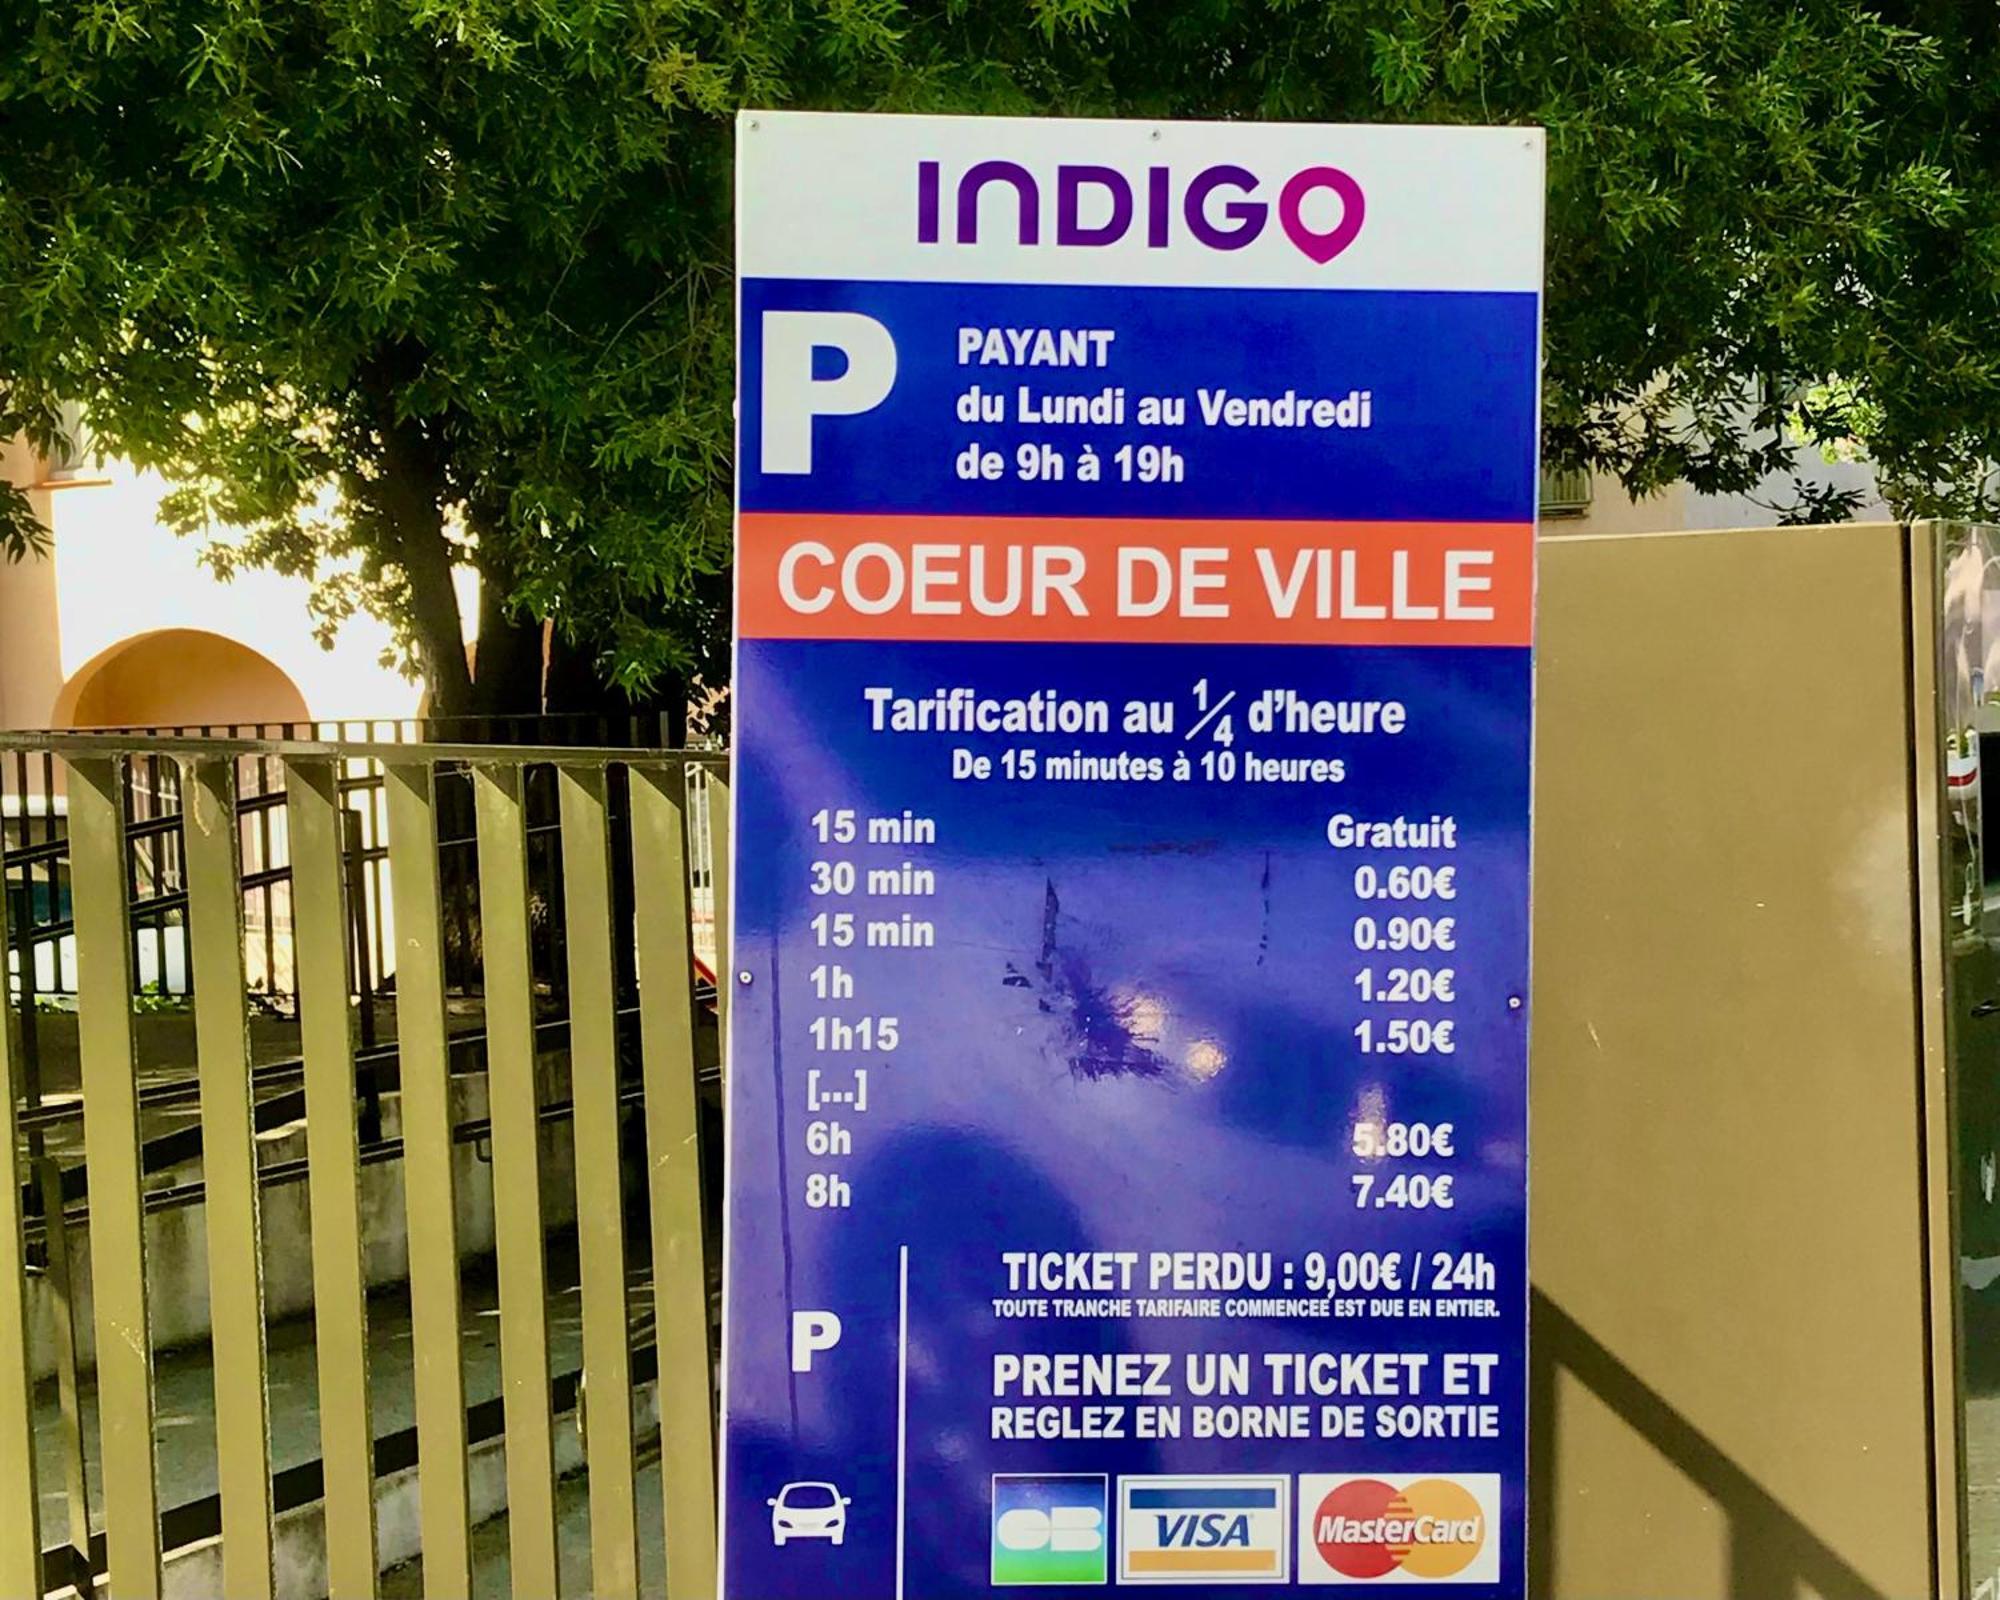 INDIGO
P
PAYANT
du Lundi au Vendredi
de 9h à 19h
COEUR DE VILLE
Tarification au 1/4 d'heure
De 15 minutes à 10 heures
15 min Gratuit
30 min 0.60€
15 min 0.90€
1h 1.20€
1h15 1.50€
[...]
6h 5.80€
8h 7.40€
TICKET PERDU : 9,00€ / 24h
TOUTE TRANCHE TARIFAIRE COMMENCEE EST DUE EN ENTIER.
P
PRENEZ UN TICKET ET
REGLEZ EN BORNE DE SORTIE
CB VISA MasterCard